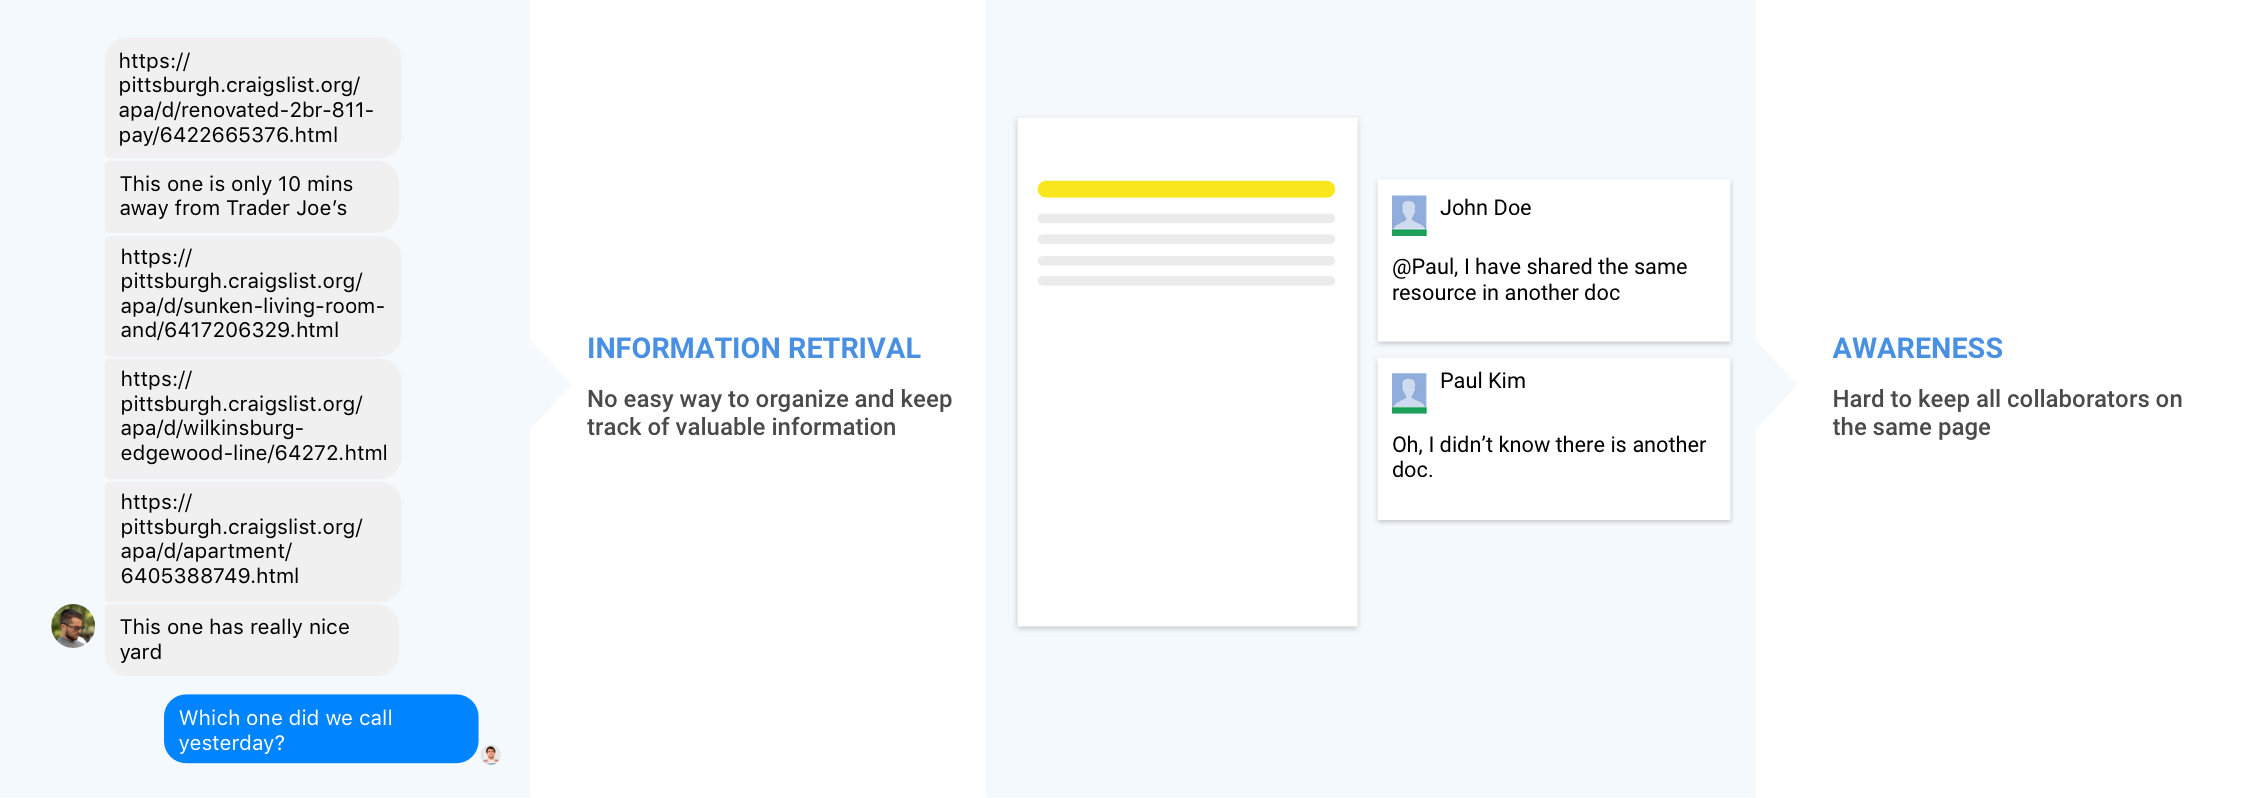 https://
pittsburgh.craigslist.org/
apa/d/renovated-2br-811-
pay/6422665376.html
This one is only 10 mins
away from Trader Joe’s
https://
pittsburgh.craigslist.org/
apa/d/sunken-living-room-
and/6417206329.html
https://
pittsburgh.craigslist.org/
apa/d/wilkinsburg-
edgewood-line/64272.html
https://
pittsburgh.craigslist.org/
apa/d/apartment/
6405388749.html
This one has really nice
yard
Which one did we call
yesterday?
INFORMATION RETRIVAL
No easy way to organize and keep
track of valuable information
John Doe
@Paul, I have shared the same
resource in another doc
Paul Kim
Oh, I didn’t know there is another
doc.
AWARENESS
Hard to keep all collaborators on
the same page